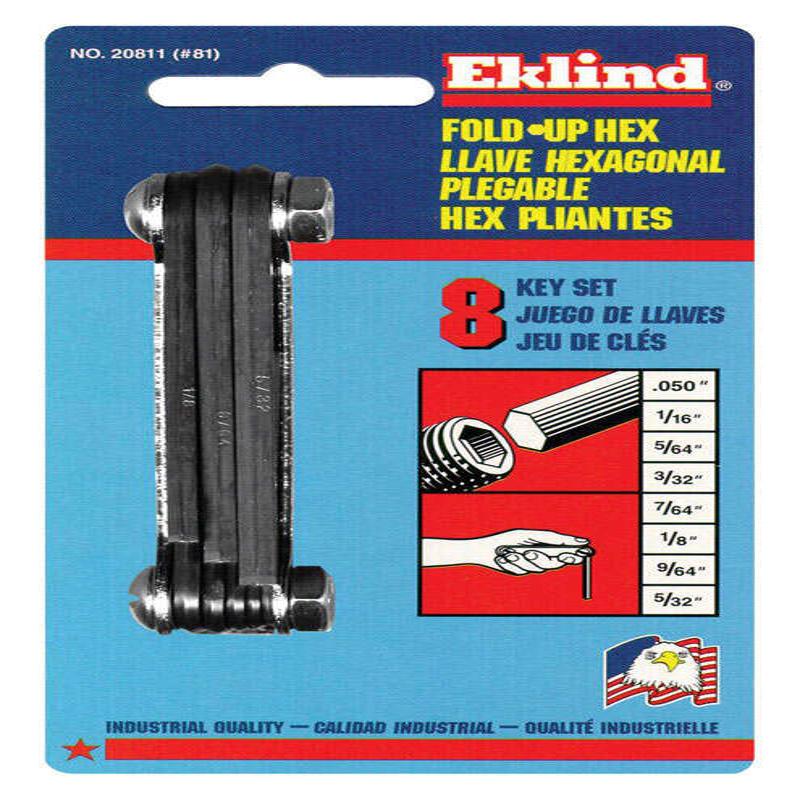 NO. 20811 (#81)
Eklind®
FOLD-UP HEX
LLAVE HEXAGONAL
PLEGABLE
HEX PLIANTES
8 KEY SET
JUEGO DE LLAVES
JEU DE CLÉS
.050"
1/16"
5/64"
3/32"
7/64"
1/8"
9/64"
5/32"
1/8
9/64
5/32
INDUSTRIAL QUALITY — CALIDAD INDUSTRIAL — QUALITÉ INDUSTRIELLE